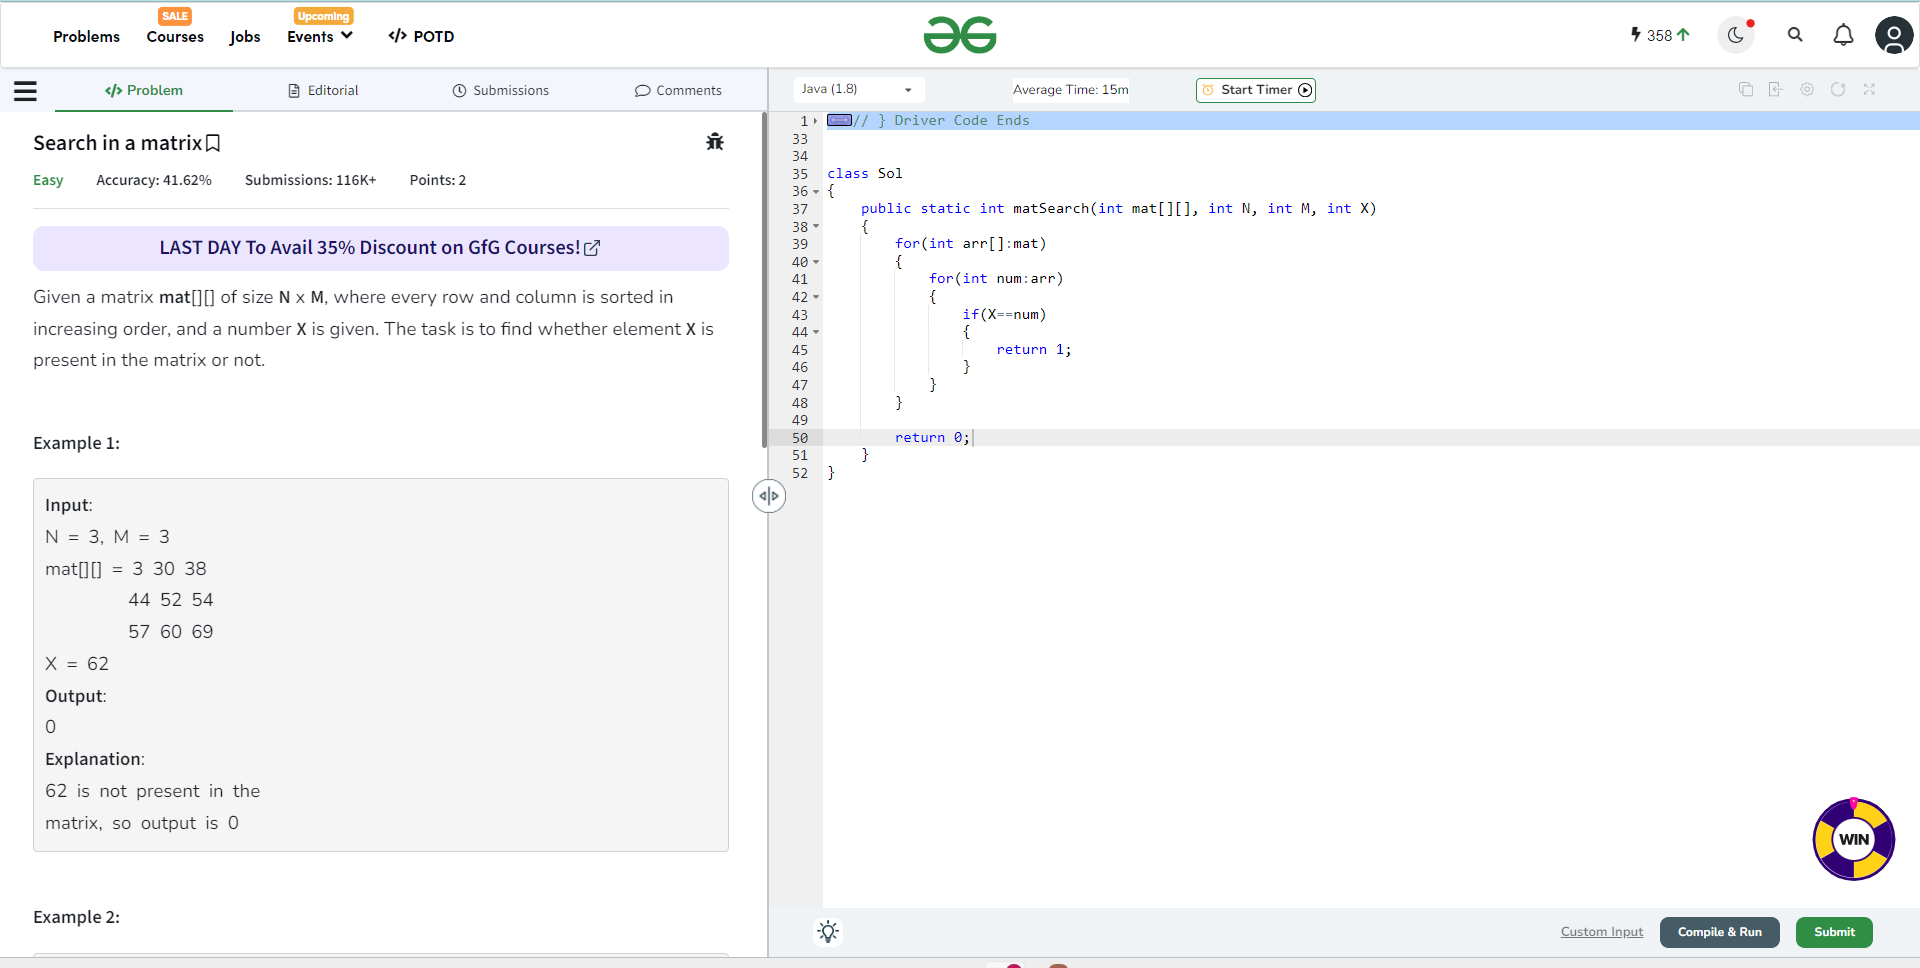 SALE
Upcoming
Problems Courses Jobs Events </> POTD
358
</> Problem Editorial Submissions Comments
Java (1.8) Average Time: 15m Start Timer
Search in a matrix
Easy Accuracy: 41.62% Submissions: 116K+ Points: 2
LAST DAY To Avail 35% Discount on GfG Courses!
Given a matrix mat[][] of size N x M, where every row and column is sorted in
increasing order, and a number X is given. The task is to find whether element X is
present in the matrix or not.
Example 1:
Input:
N = 3, M = 3
mat[][] = 3 30 38
44 52 54
57 60 69
X = 62
Output:
0
Explanation:
62 is not present in the
matrix, so output is 0
Example 2:
1 // } Driver Code Ends
33
34
35 class Sol
36 {
37 public static int matSearch(int mat[][], int N, int M, int X)
38 {
39 for(int arr[]:mat)
40 {
41 for(int num:arr)
42 {
43 if(X==num)
44 {
45 return 1;
46 }
47 }
48 }
49
50 return 0;
51 }
52 }
WIN
Custom Input Compile & Run Submit